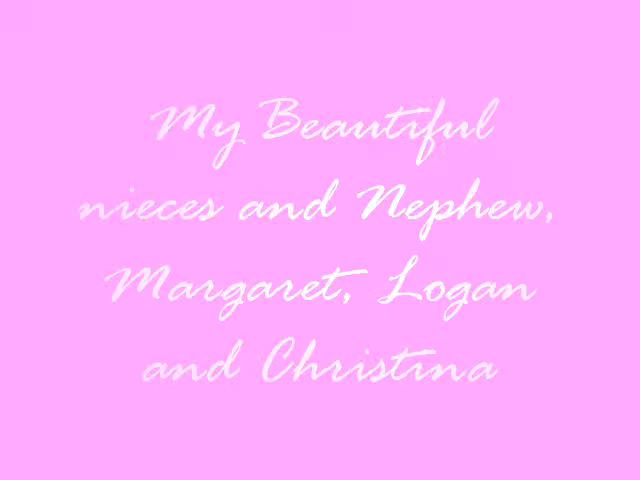 My Beautiful
nieces and Nephew,
Margaret, Logan
and Christina